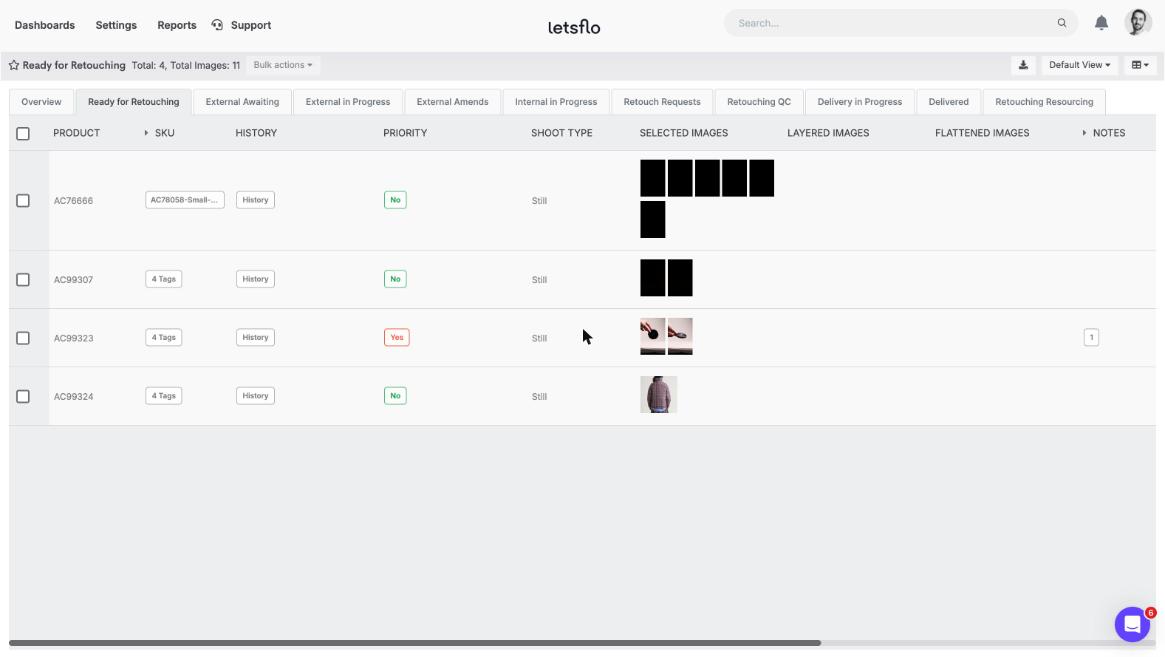 Dashboards Settings Reports Support
letsflo
Search...
Ready for Retouching Total: 4, Total Images: 11 Bulk actions
Default View
Overview Ready for Retouching External Awaiting External in Progress External Amends Internal in Progress Retouch Requests Retouching QC Delivery in Progress Delivered Retouching Resourcing
PRODUCT SKU HISTORY PRIORITY SHOOT TYPE SELECTED IMAGES LAYERED IMAGES FLATTENED IMAGES NOTES
AC76666 AC78058-Small-... History No Still
AC99307 4 Tags History No Still
AC99323 4 Tags History Yes Still 1
AC99324 4 Tags History No Still
6